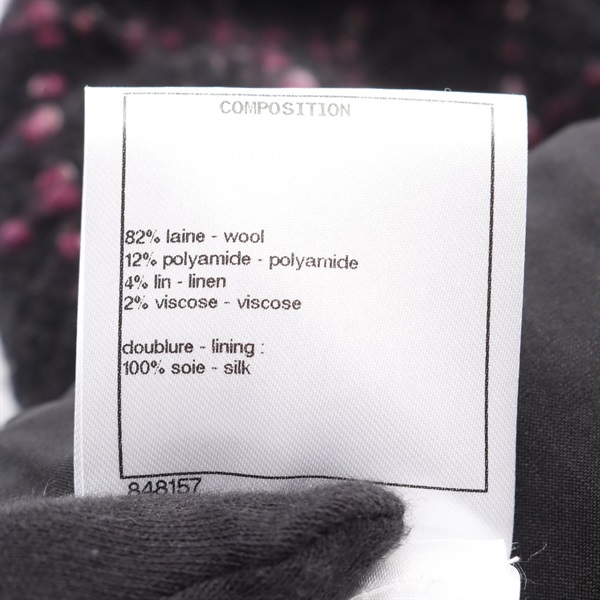 COMPOSITION
82% laine - wool
12% polyamide - polyamide
4% lin - linen
2% viscose - viscose
doublure - lining :
100% soie - silk
848157